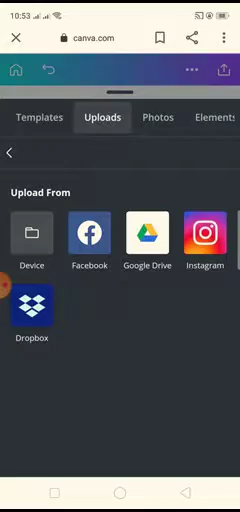 10:53
canva.com
Templates Uploads Photos Elements
Upload From
Device Facebook Google Drive Instagram
Dropbox